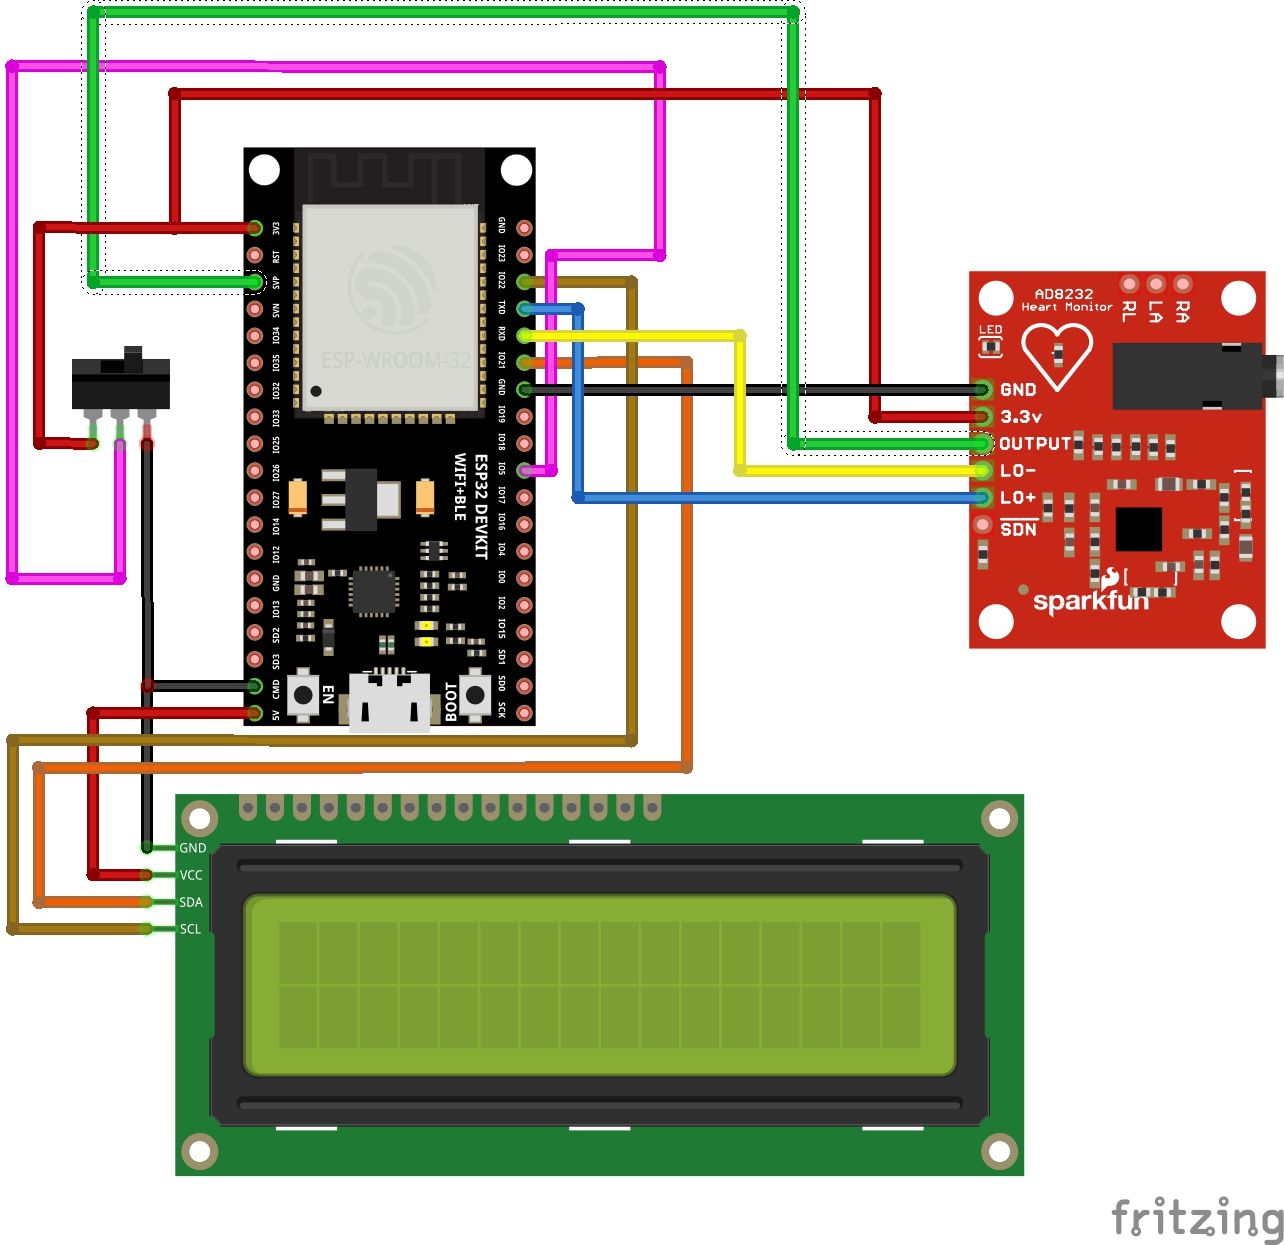 3V3
RST
SVP
SVN
IO34
IO35
IO32
IO33
IO25
IO26
IO27
IO14
IO12
GND
IO13
SD2
SD3
CMD
5V
GND
IO23
IO22
TXD
RXD
IO21
GND
IO19
IO18
IO5
IO17
IO16
IO4
IO0
IO2
IO15
SD1
SD0
SCK
ESP-WROOM-32
ESP32 DEVKIT
WIFI+BLE
EN
BOOT
AD8232
Heart Monitor
RL
LA
RA
LED
GND
3.3v
OUTPUT
LO-
LO+
SDN
sparkfun
GND
VCC
SDA
SCL
fritzing